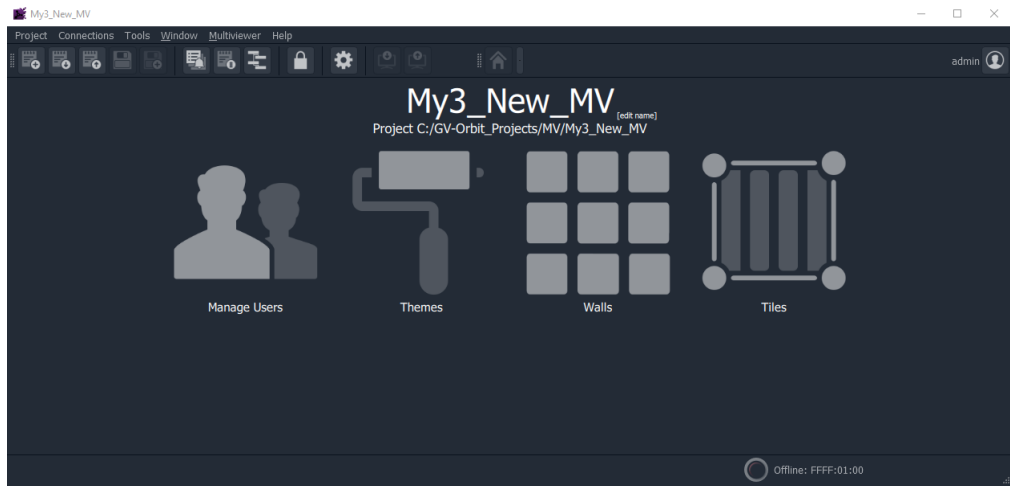 My3_New_MV
Project Connections Tools Window Multiviewer Help
admin
My3_New_MV [edit name]
Project C:/GV-Orbit_Projects/MV/My3_New_MV
Manage Users Themes Walls Tiles
Offline: FFFF:01:00